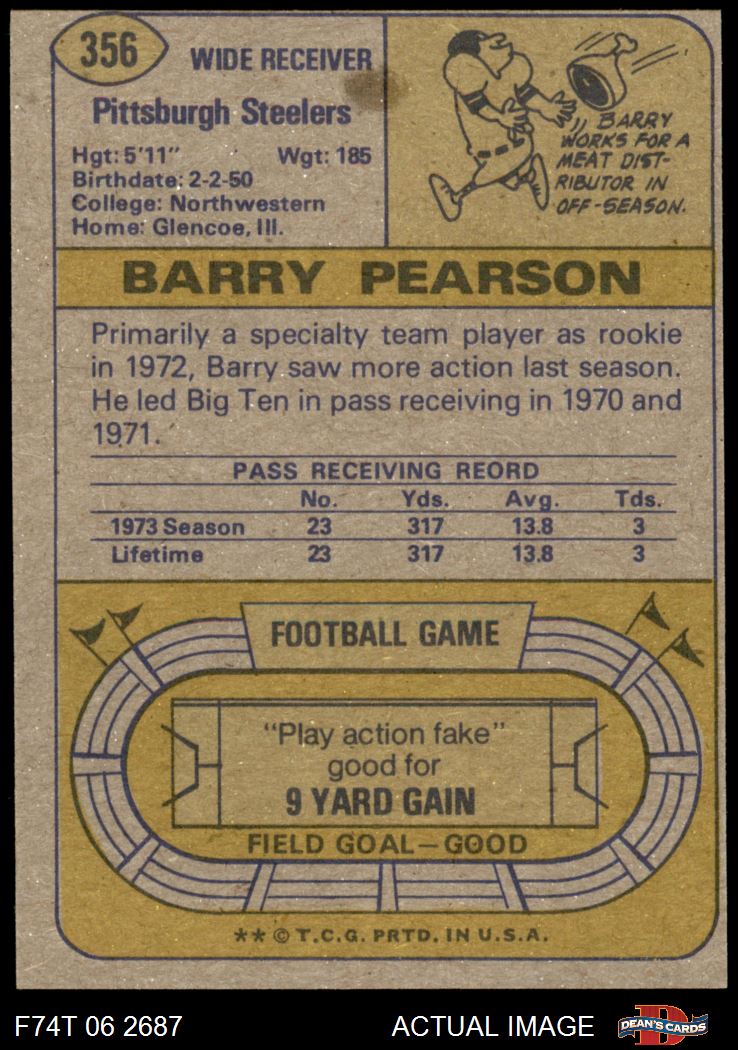 356
WIDE RECEIVER
Pittsburgh Steelers
Hgt: 5'11" Wgt: 185
Birthdate: 2-2-50
College: Northwestern
Home: Glencoe, Ill.
BARRY
WORKS FOR A
MEAT DIST-
RIBUTOR IN
OFF-SEASON.
BARRY PEARSON
Primarily a specialty team player as rookie
in 1972, Barry saw more action last season.
He led Big Ten in pass receiving in 1970 and
1971.
PASS RECEIVING REORD
No. Yds. Avg. Tds.
1973 Season 23 317 13.8 3
Lifetime 23 317 13.8 3
FOOTBALL GAME
"Play action fake"
good for
9 YARD GAIN
FIELD GOAL—GOOD
** © T.C.G. PRTD. IN U.S.A.
F74T 06 2687 ACTUAL IMAGE
D
DEAN'S CARDS